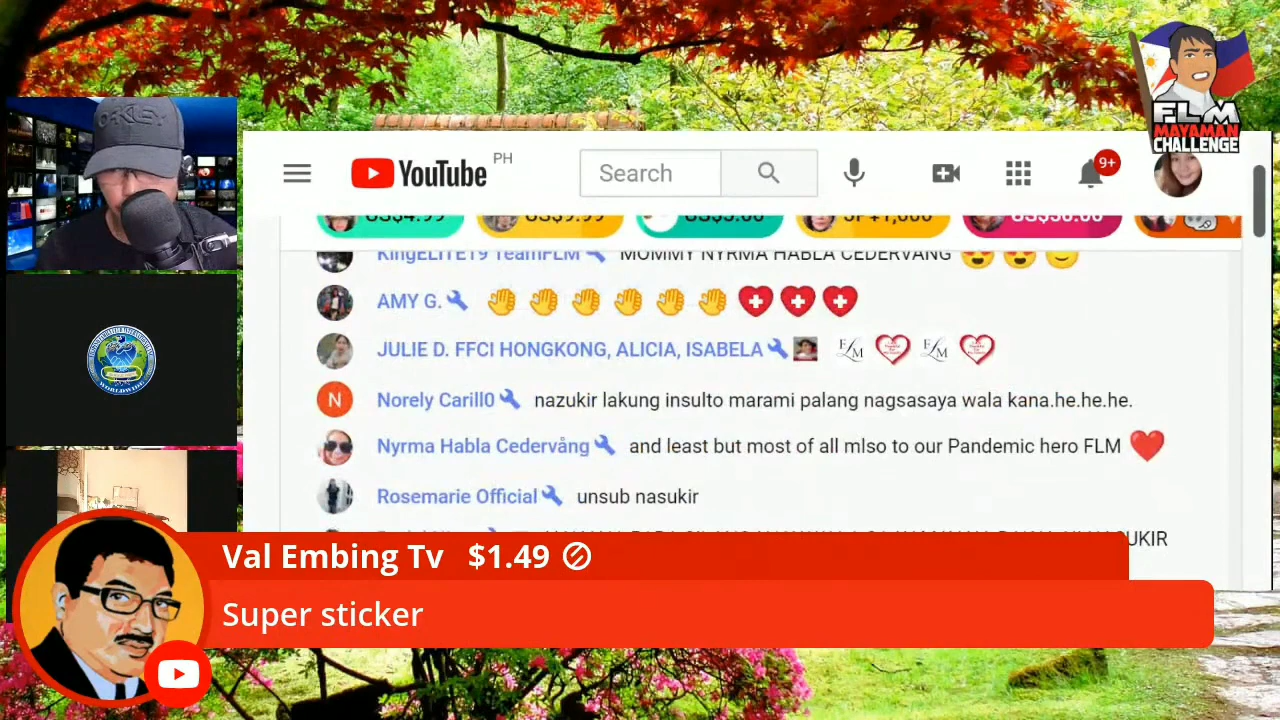 FLM
MAYAMAN
CHALLENGE
OAKLEY
YouTube PH
Search
9+
US$4.99 US$9.99 US$5.00 JP¥1,000 US$50.00
KingELITE19 TeamFLM MOMMY NYRMA HABLA CEDERVANG
AMY G.
JULIE D. FFCI HONGKONG, ALICIA, ISABELA
N Norely Carill0 nazukir lakung insulto marami palang nagsasaya wala kana.he.he.he.
Nyrma Habla Cedervång and least but most of all mlso to our Pandemic hero FLM
Rosemarie Official unsub nasukir
WORLDWIDE
Val Embing Tv $1.49
Super sticker